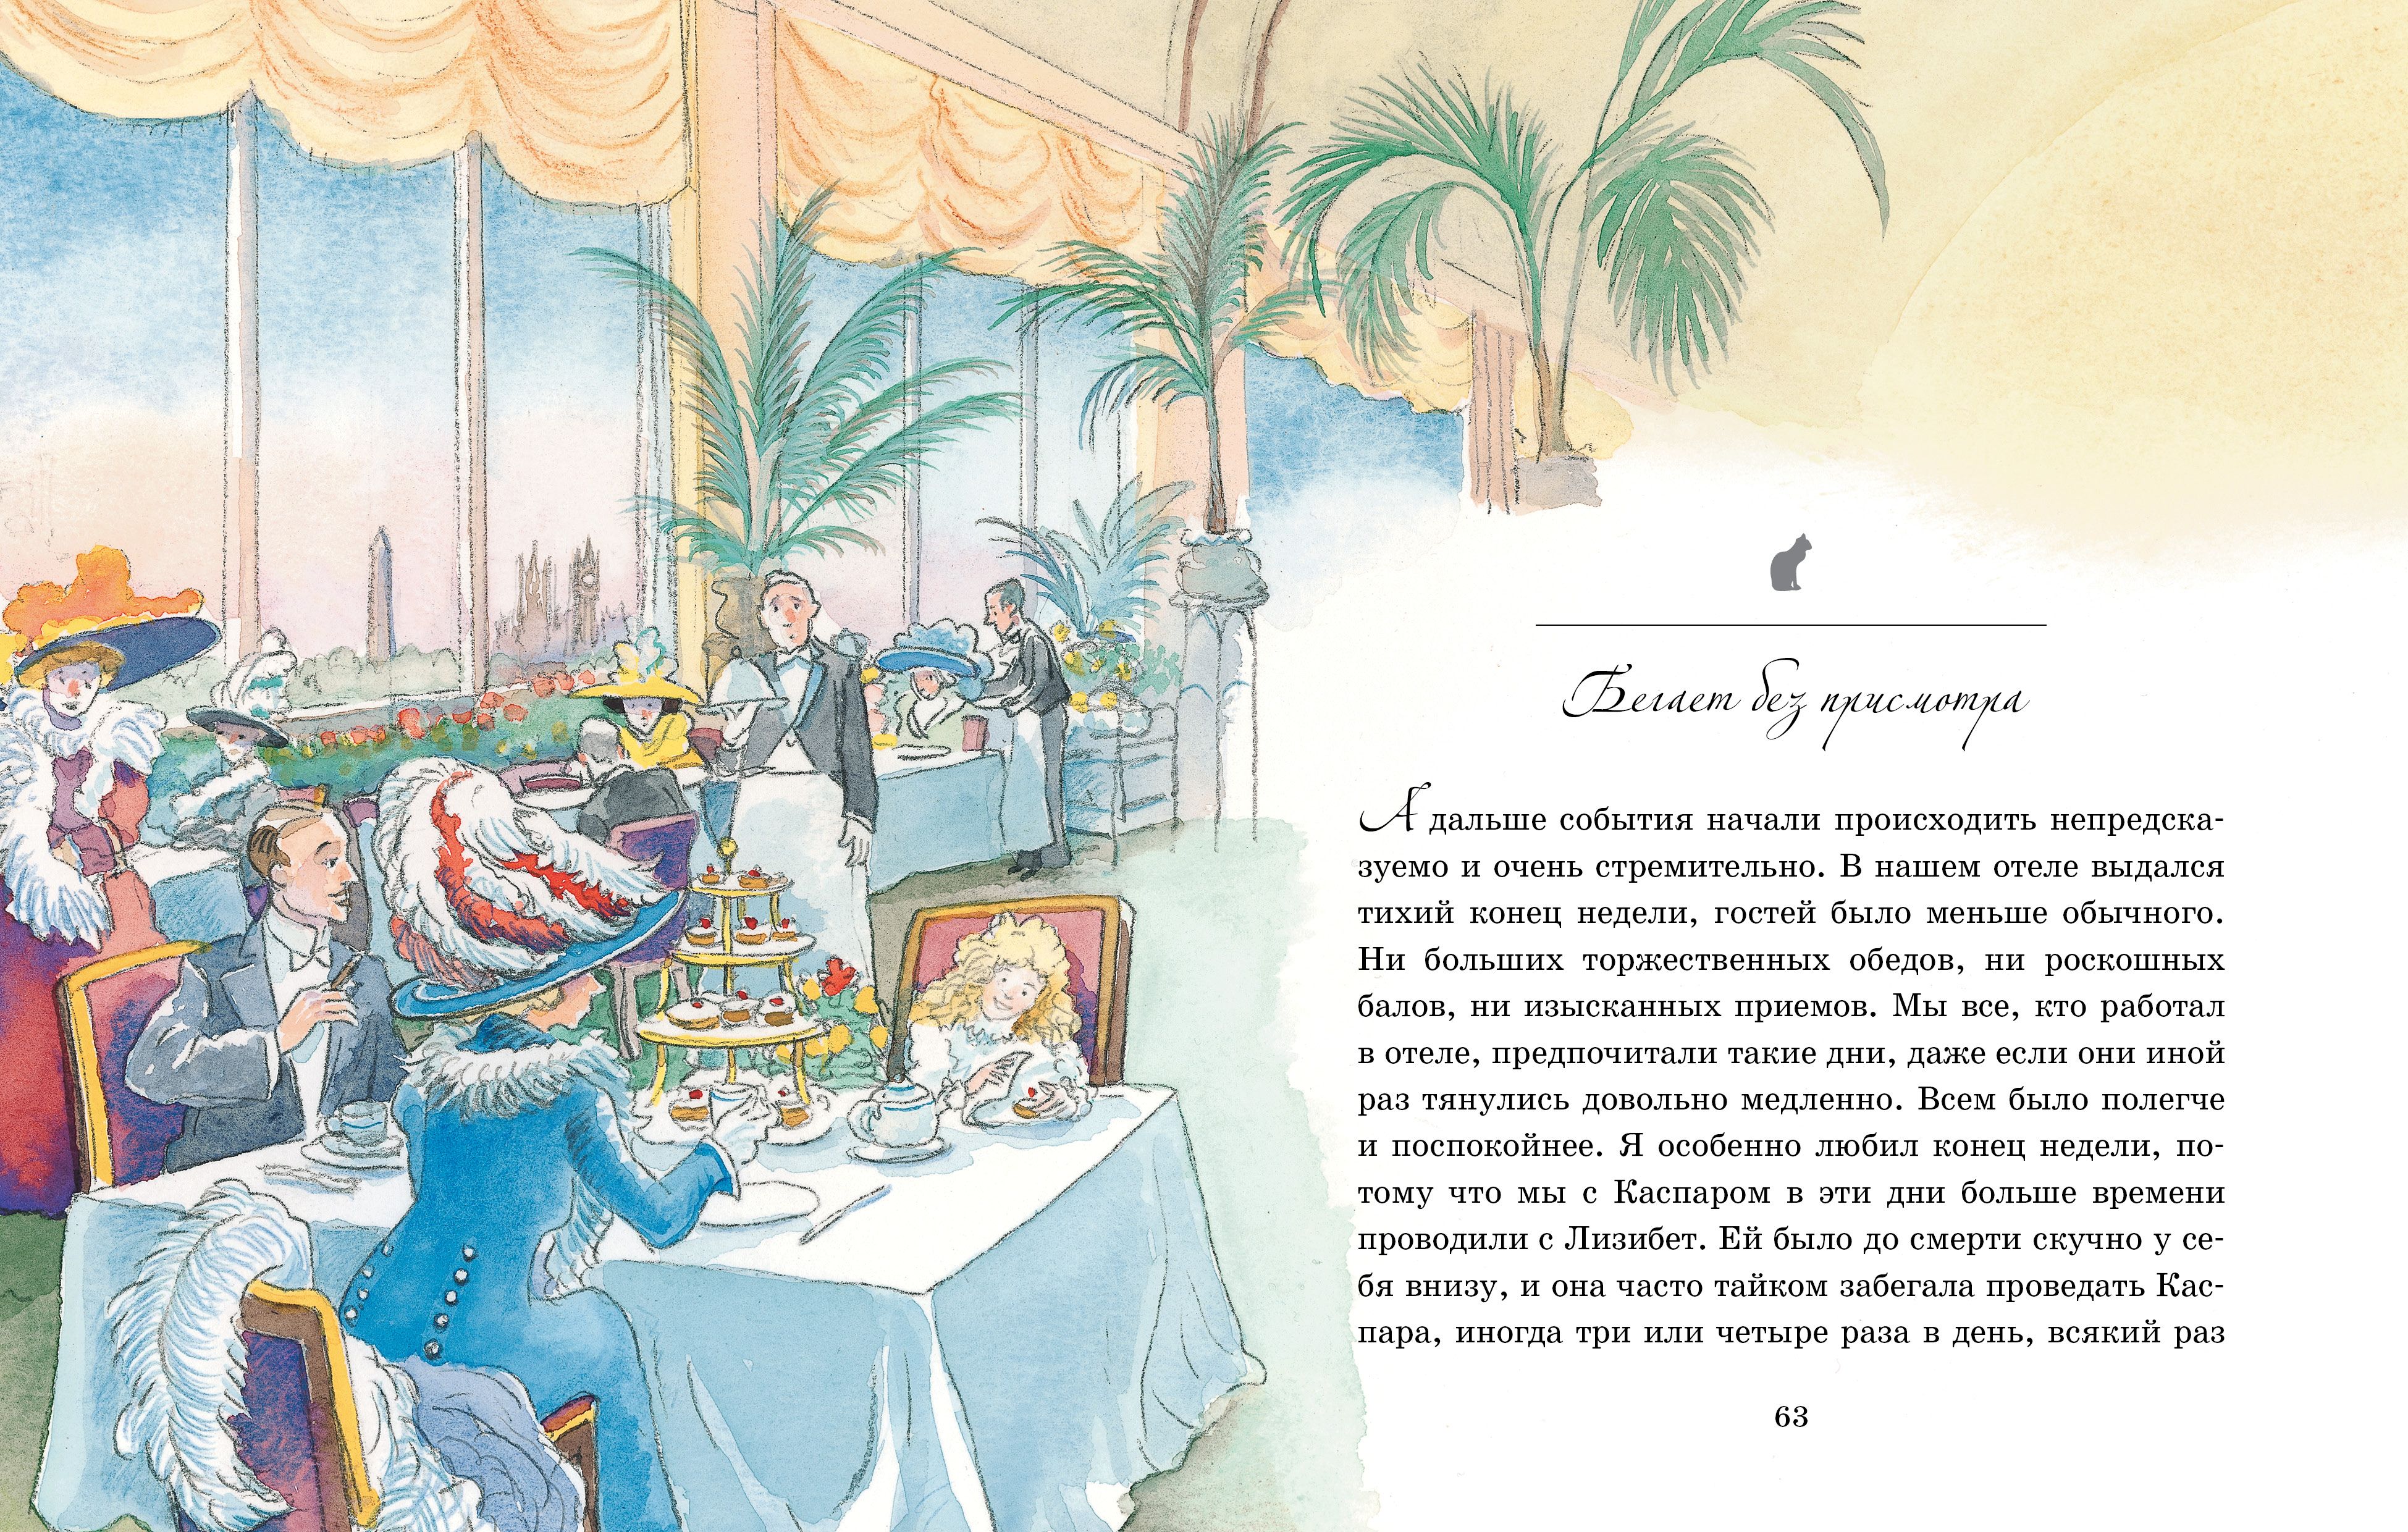 Бегает без присмотра
А дальше события начали происходить непредска-
зуемо и очень стремительно. В нашем отеле выдался
тихий конец недели, гостей было меньше обычного.
Ни больших торжественных обедов, ни роскошных
балов, ни изысканных приемов. Мы все, кто работал
в отеле, предпочитали такие дни, даже если они иной
раз тянулись довольно медленно. Всем было полегче
и поспокойнее. Я особенно любил конец недели, по-
тому что мы с Каспаром в эти дни больше времени
проводили с Лизибет. Ей было до смерти скучно у се-
бя внизу, и она часто тайком забегала проведать Кас-
пара, иногда три или четыре раза в день, всякий раз
63